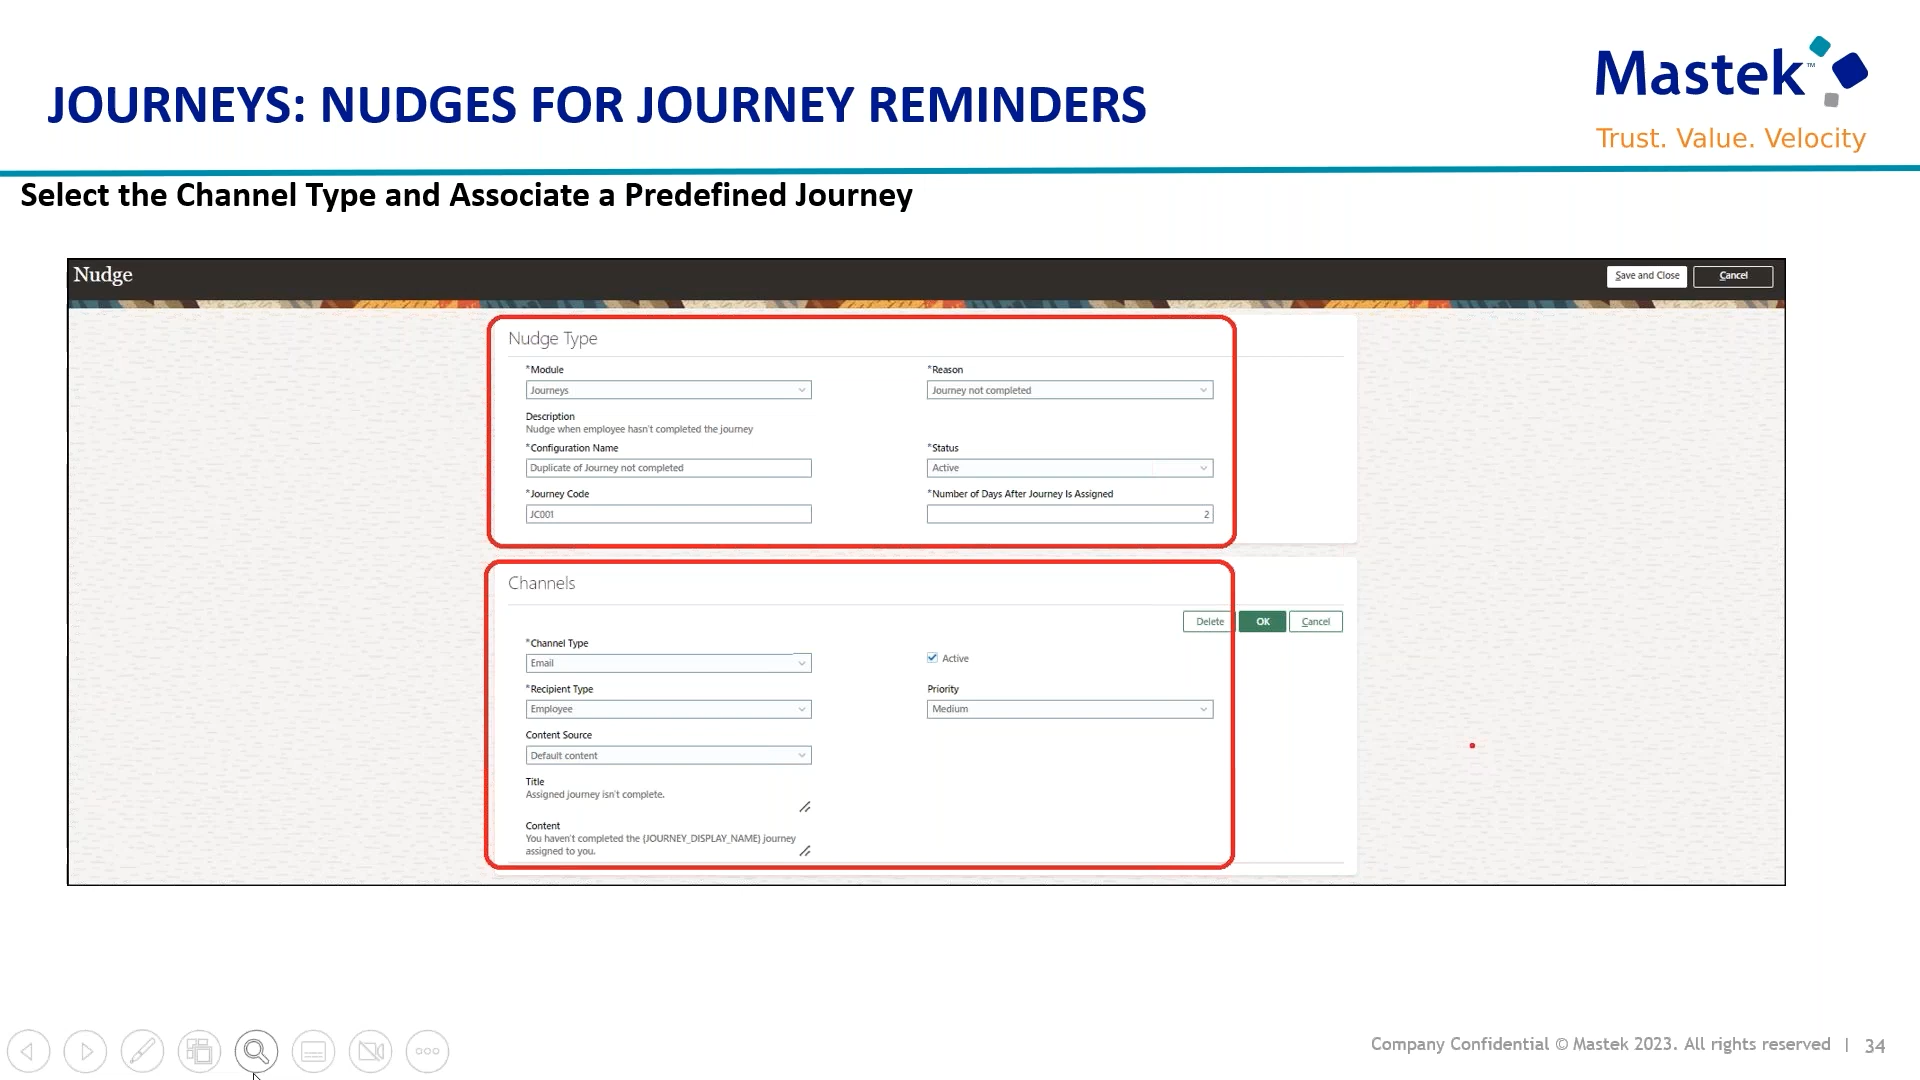 JOURNEYS: NUDGES FOR JOURNEY REMINDERS
Mastek™
Trust. Value. Velocity
Select the Channel Type and Associate a Predefined Journey
Nudge
Save and Close
Cancel
Nudge Type
*Module
*Reason
Journeys
Journey not completed
Description
Nudge when employee hasn't completed the journey
*Configuration Name
*Status
Duplicate of Journey not completed
Active
*Journey Code
*Number of Days After Journey Is Assigned
JC001
2
Channels
Delete
OK
Cancel
*Channel Type
Email
Active
*Recipient Type
Priority
Employee
Medium
Content Source
Default content
Title
Assigned journey isn't complete.
Content
You haven't completed the {JOURNEY_DISPLAY_NAME} journey
assigned to you.
Company Confidential © Mastek 2023. All rights reserved | 34